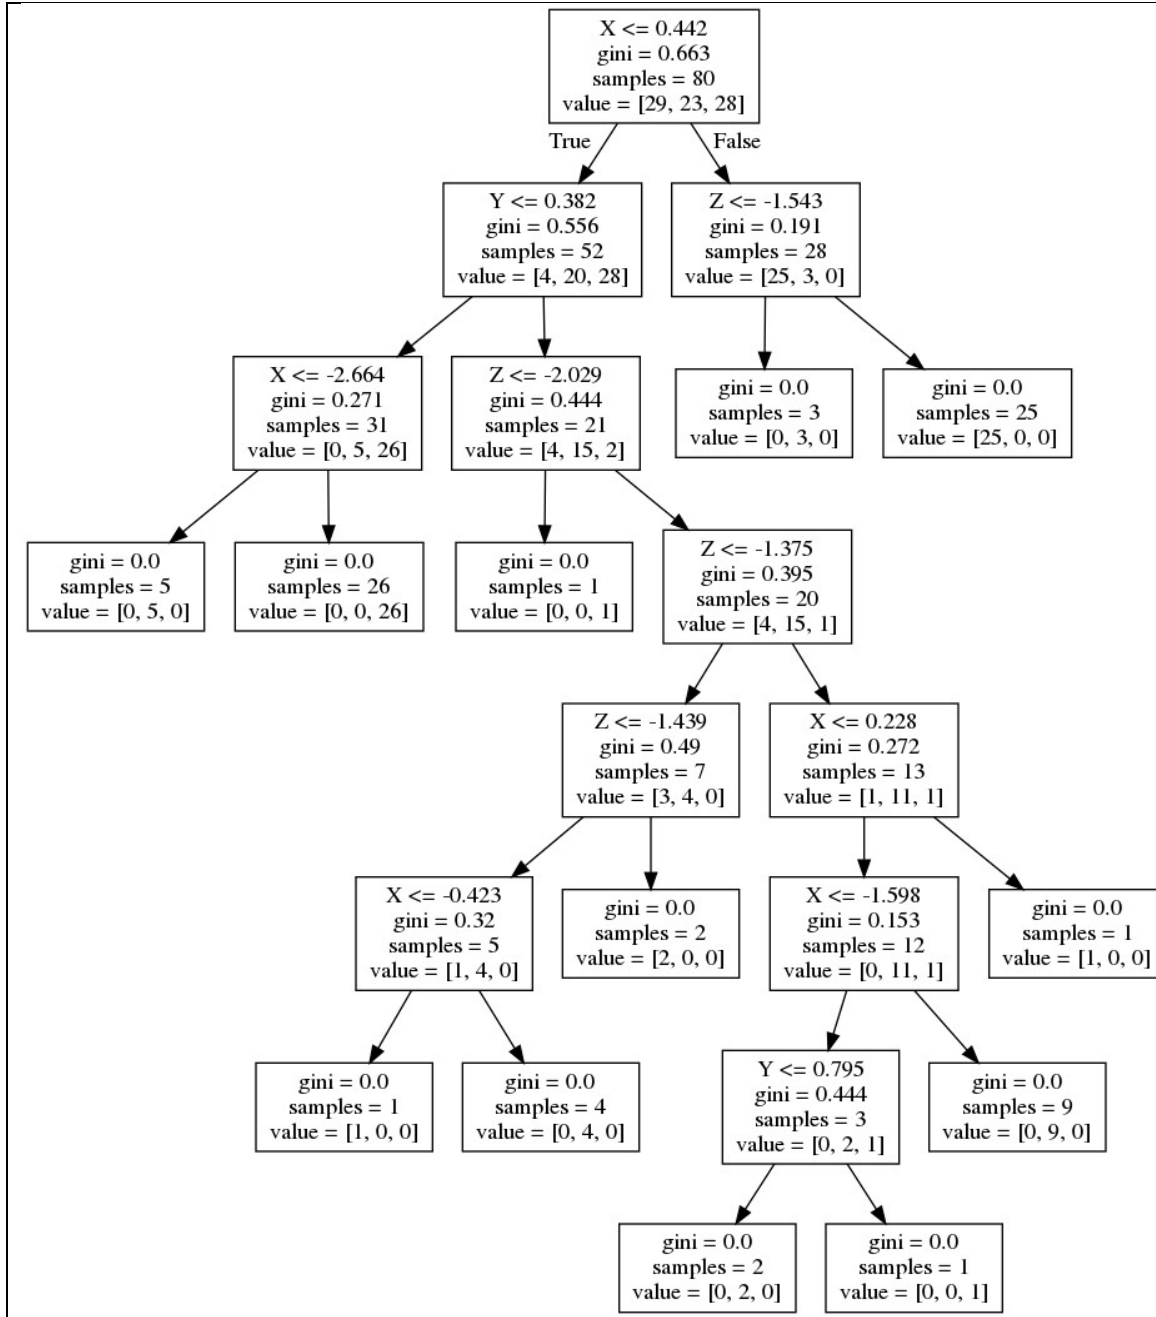 X <= 0.442
gini = 0.663
samples = 80
value = [29, 23, 28]
True
False
Y <= 0.382
gini = 0.556
samples = 52
value = [4, 20, 28]
Z <= -1.543
gini = 0.191
samples = 28
value = [25, 3, 0]
X <= -2.664
gini = 0.271
samples = 31
value = [0, 5, 26]
Z <= -2.029
gini = 0.444
samples = 21
value = [4, 15, 2]
gini = 0.0
samples = 3
value = [0, 3, 0]
gini = 0.0
samples = 25
value = [25, 0, 0]
gini = 0.0
samples = 5
value = [0, 5, 0]
gini = 0.0
samples = 26
value = [0, 0, 26]
gini = 0.0
samples = 1
value = [0, 0, 1]
Z <= -1.375
gini = 0.395
samples = 20
value = [4, 15, 1]
Z <= -1.439
gini = 0.49
samples = 7
value = [3, 4, 0]
X <= 0.228
gini = 0.272
samples = 13
value = [1, 11, 1]
X <= -0.423
gini = 0.32
samples = 5
value = [1, 4, 0]
gini = 0.0
samples = 2
value = [2, 0, 0]
X <= -1.598
gini = 0.153
samples = 12
value = [0, 11, 1]
gini = 0.0
samples = 1
value = [1, 0, 0]
gini = 0.0
samples = 1
value = [1, 0, 0]
gini = 0.0
samples = 4
value = [0, 4, 0]
Y <= 0.795
gini = 0.444
samples = 3
value = [0, 2, 1]
gini = 0.0
samples = 9
value = [0, 9, 0]
gini = 0.0
samples = 2
value = [0, 2, 0]
gini = 0.0
samples = 1
value = [0, 0, 1]